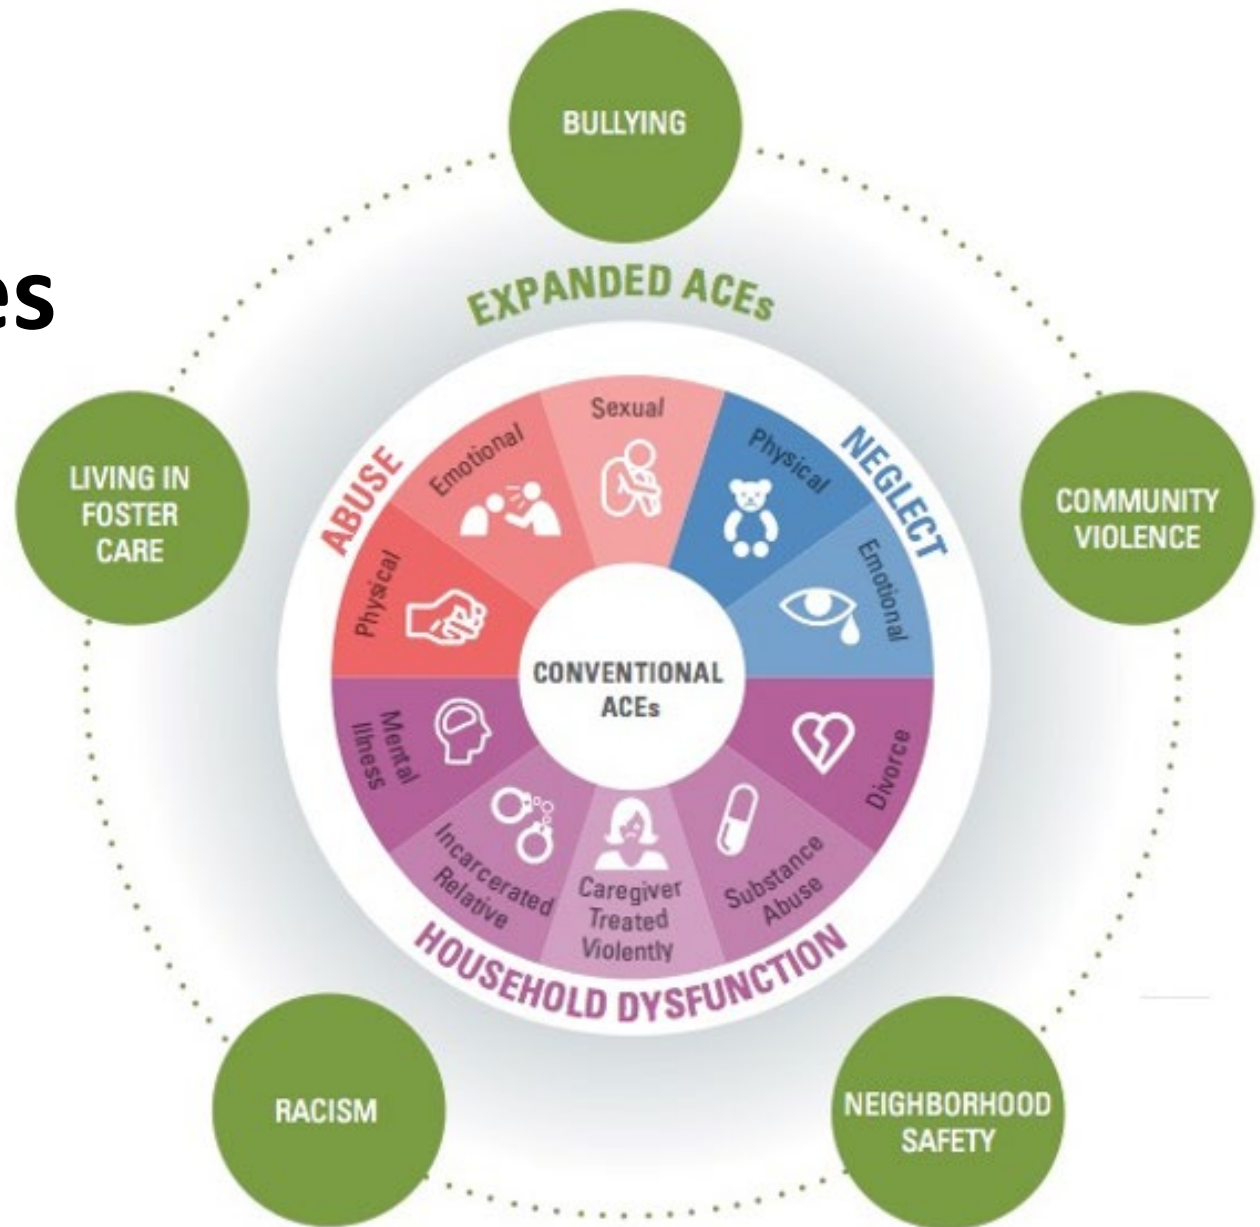 es
BULLYING
EXPANDED ACEs
LIVING IN
FOSTER
CARE
COMMUNITY
VIOLENCE
ABUSE
Physical
Emotional
Sexual
NEGLECT
Physical
Emotional
CONVENTIONAL
ACEs
Mental
Illness
Incarcerated
Relative
Caregiver
Treated
Violently
Substance
Abuse
Divorce
HOUSEHOLD DYSFUNCTION
RACISM
NEIGHBORHOOD
SAFETY